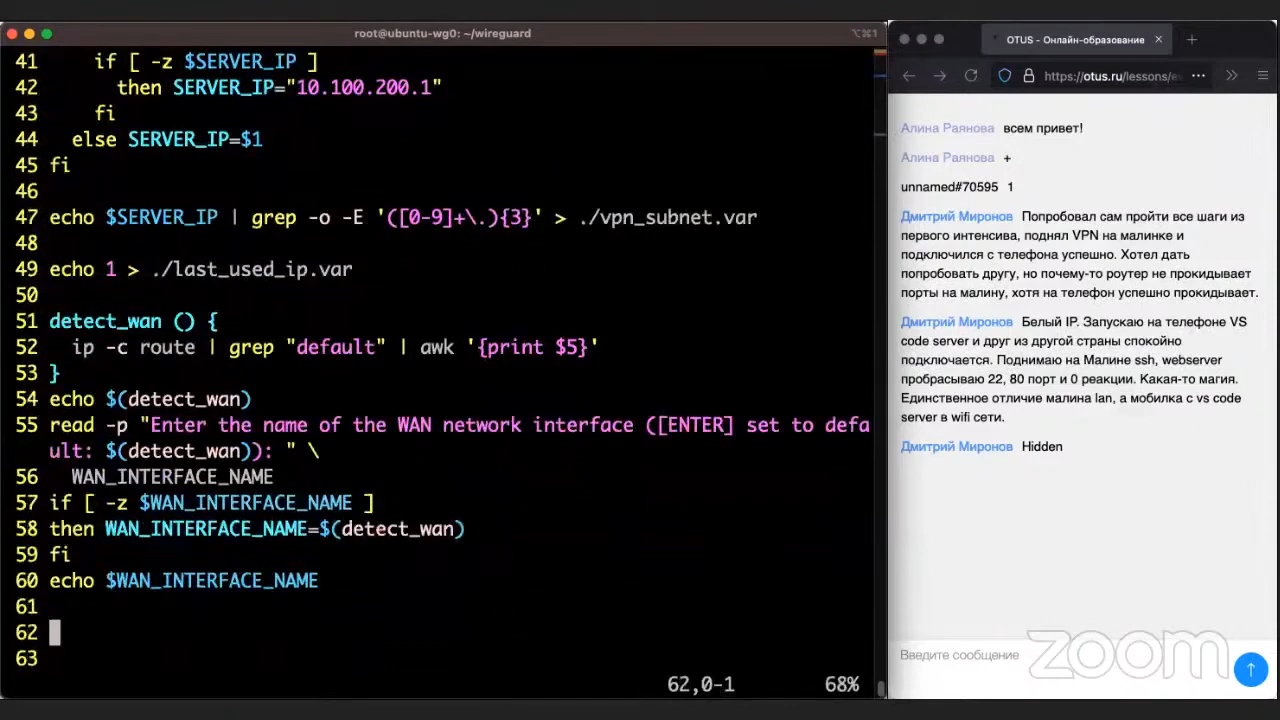 root@ubuntu-wg0: ~/wireguard
⌥⌘1
41 if [ -z $SERVER_IP ]
42 then SERVER_IP="10.100.200.1"
43 fi
44 else SERVER_IP=$1
45 fi
46
47 echo $SERVER_IP | grep -o -E '([0-9]+\.){3}' > ./vpn_subnet.var
48
49 echo 1 > ./last_used_ip.var
50
51 detect_wan () {
52 ip -c route | grep "default" | awk '{print $5}'
53 }
54 echo $(detect_wan)
55 read -p "Enter the name of the WAN network interface ([ENTER] set to defa
ult: $(detect_wan)): " \
56 WAN_INTERFACE_NAME
57 if [ -z $WAN_INTERFACE_NAME ]
58 then WAN_INTERFACE_NAME=$(detect_wan)
59 fi
60 echo $WAN_INTERFACE_NAME
61
62
63
62,0-1 68%
OTUS - Онлайн-образование
https://otus.ru/lessons/
Алина Раянова всем привет!
Алина Раянова +
unnamed#70595 1
Дмитрий Миронов Попробовал сам пройти все шаги из
первого интенсива, поднял VPN на малинке и
подключился с телефона успешно. Хотел дать
попробовать другу, но почему-то роутер не прокидывает
порты на малину, хотя на телефон успешно прокидывает.
Дмитрий Миронов Белый IP. Запускаю на телефоне VS
code server и друг из другой страны спокойно
подключается. Поднимаю на Малине ssh, webserver
пробрасываю 22, 80 порт и 0 реакции. Какая-то магия.
Единственное отличие малина lan, а мобилка с vs code
server в wifi сети.
Дмитрий Миронов Hidden
Введите сообщение
zoom